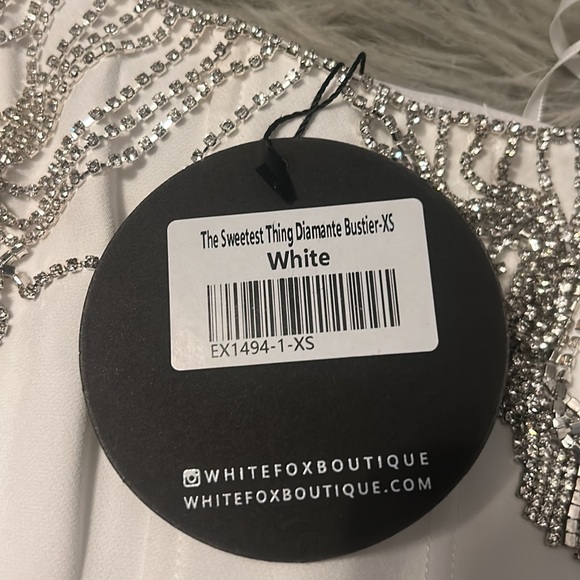 The Sweetest Thing Diamante Bustier-XS
White
EX1494-1-XS
WHITEFOXBOUTIQUE
WHITEFOXBOUTIQUE.COM